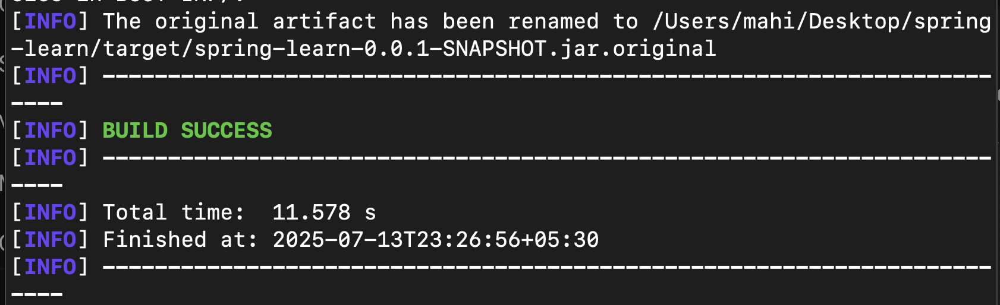 [INFO] The original artifact has been renamed to /Users/mahi/Desktop/spring
-learn/target/spring-learn-0.0.1-SNAPSHOT.jar.original
[INFO] --------------------------------------------------------------------
----
[INFO] BUILD SUCCESS
[INFO] --------------------------------------------------------------------
----
[INFO] Total time:  11.578 s
[INFO] Finished at: 2025-07-13T23:26:56+05:30
[INFO] --------------------------------------------------------------------
----